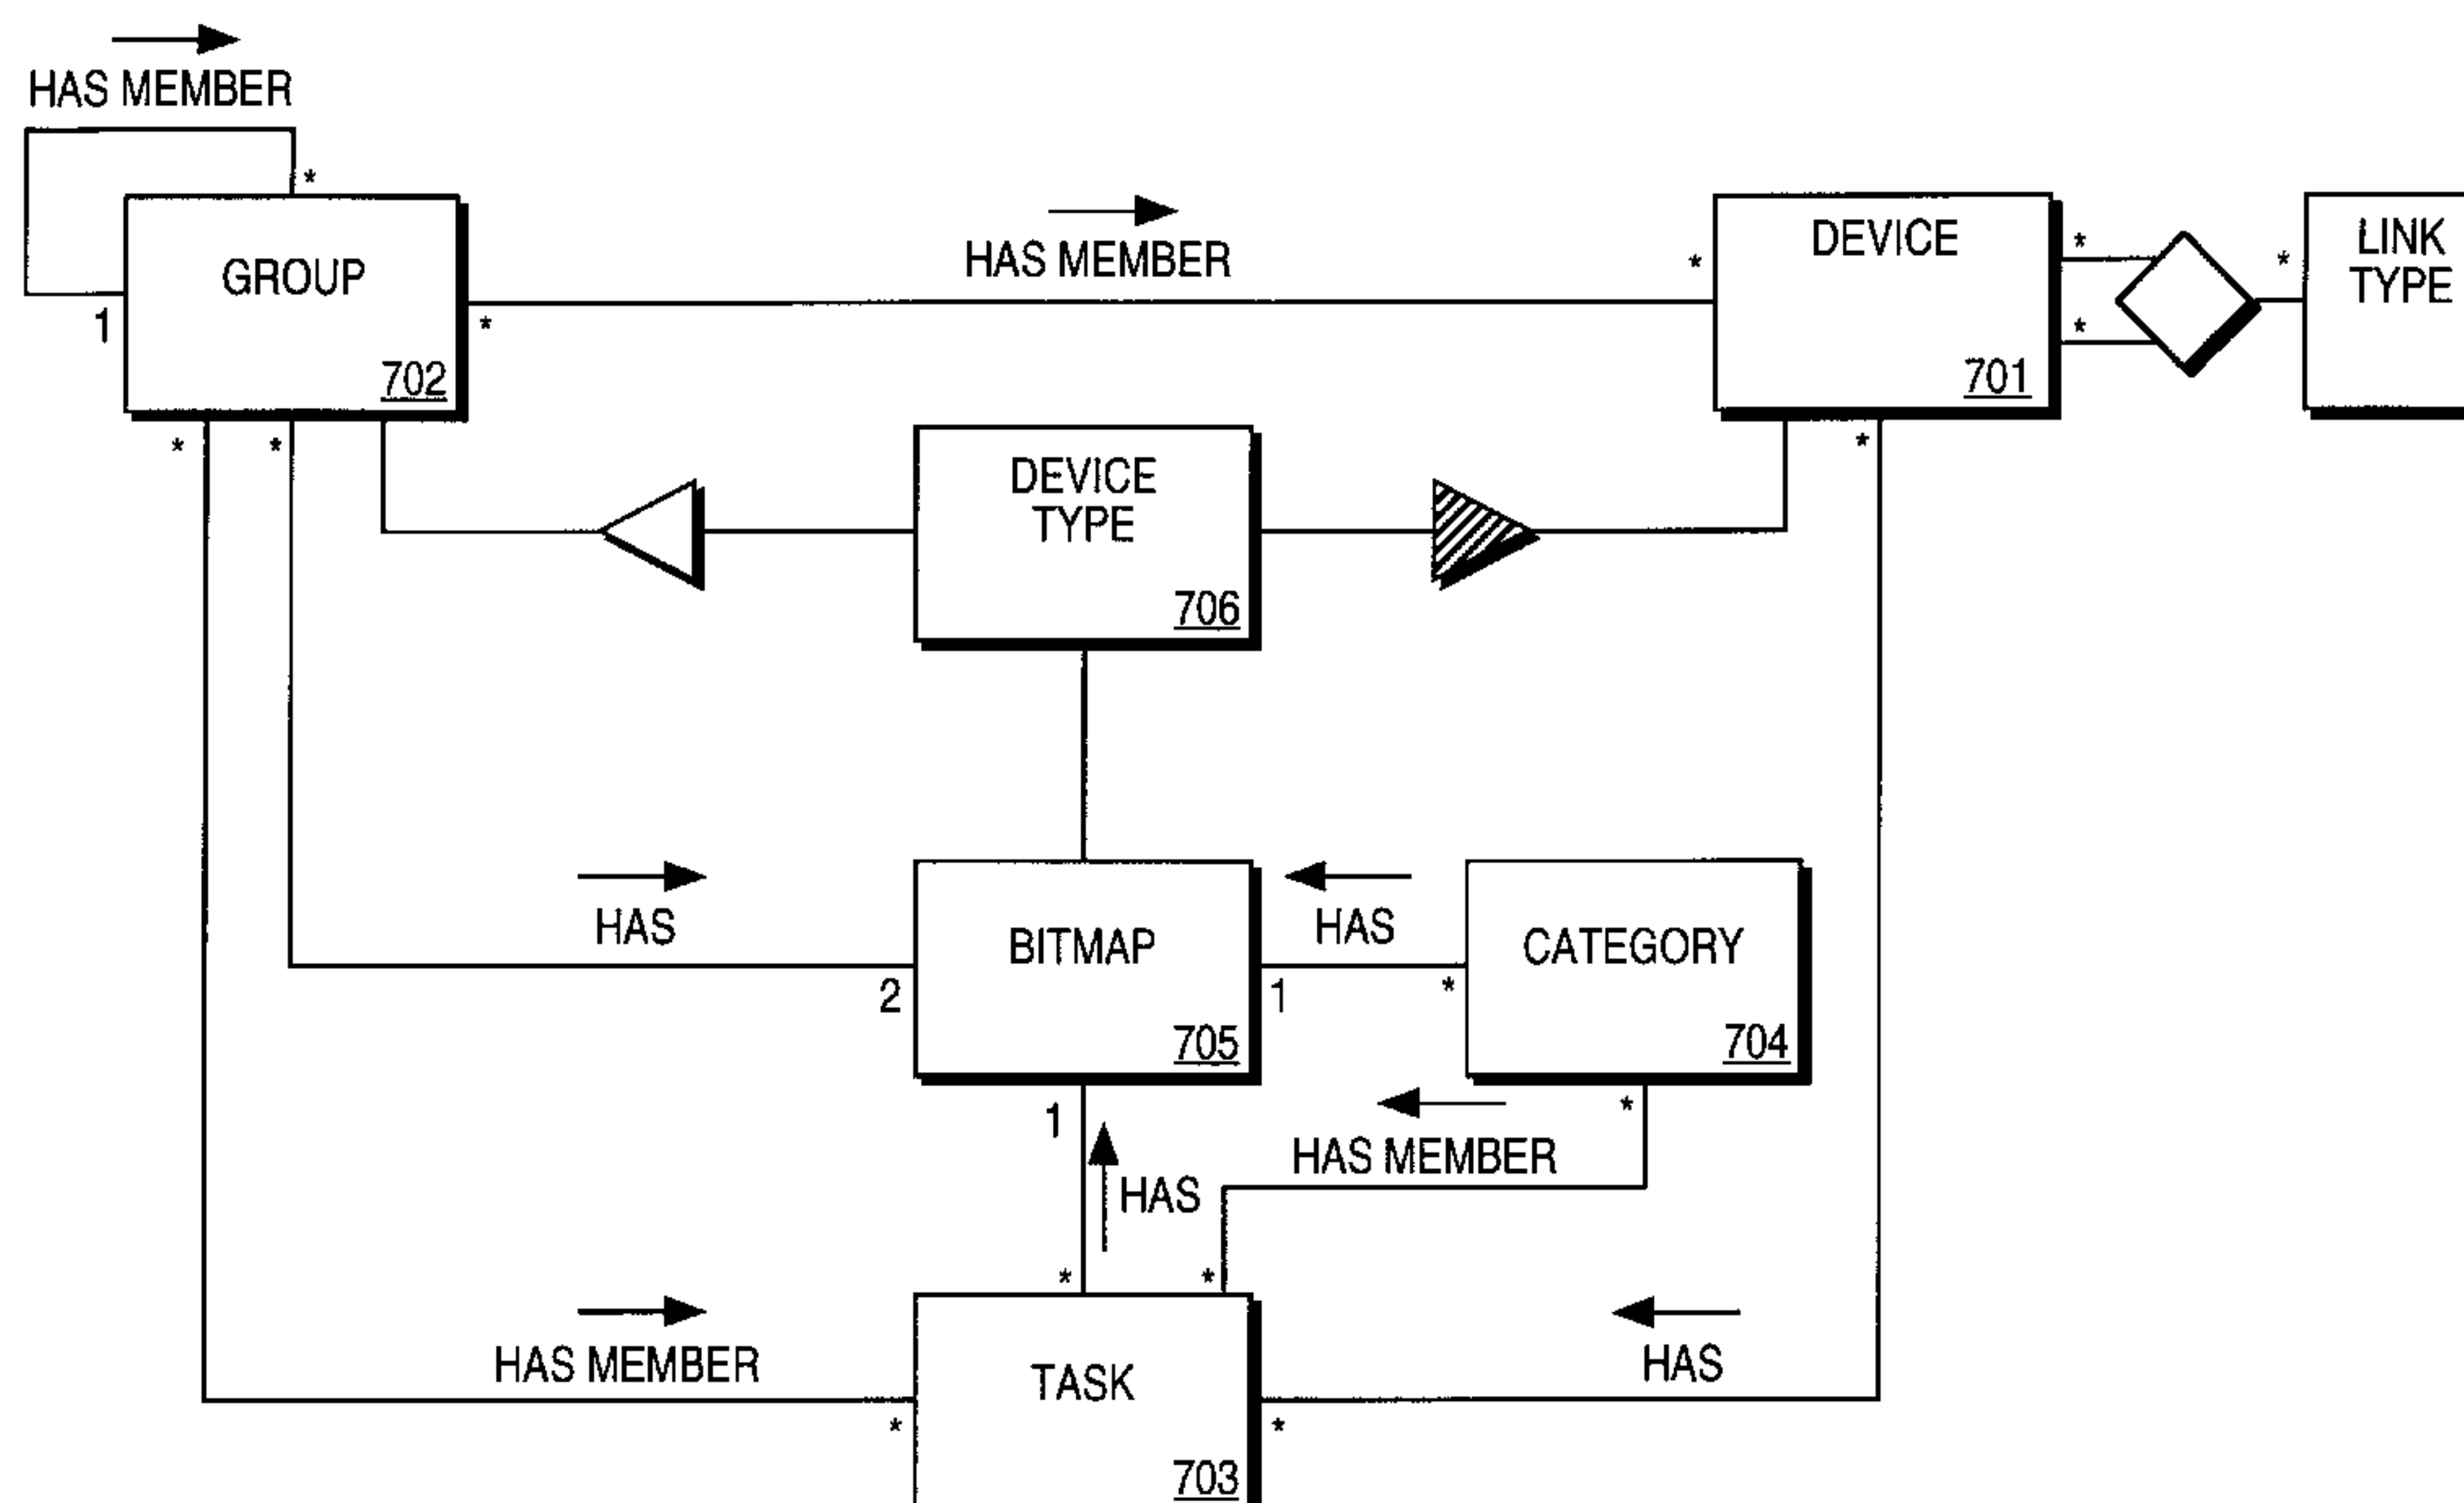 HAS MEMBER
*
GROUP
1
702
*
*
*
HAS MEMBER
*
DEVICE
701
*
*
*
*
LINK
TYPE
DEVICE
TYPE
706
HAS
2
BITMAP
705
HAS
1
*
CATEGORY
704
1
HAS
*
*
HAS MEMBER
*
HAS MEMBER
*
TASK
703
HAS
*